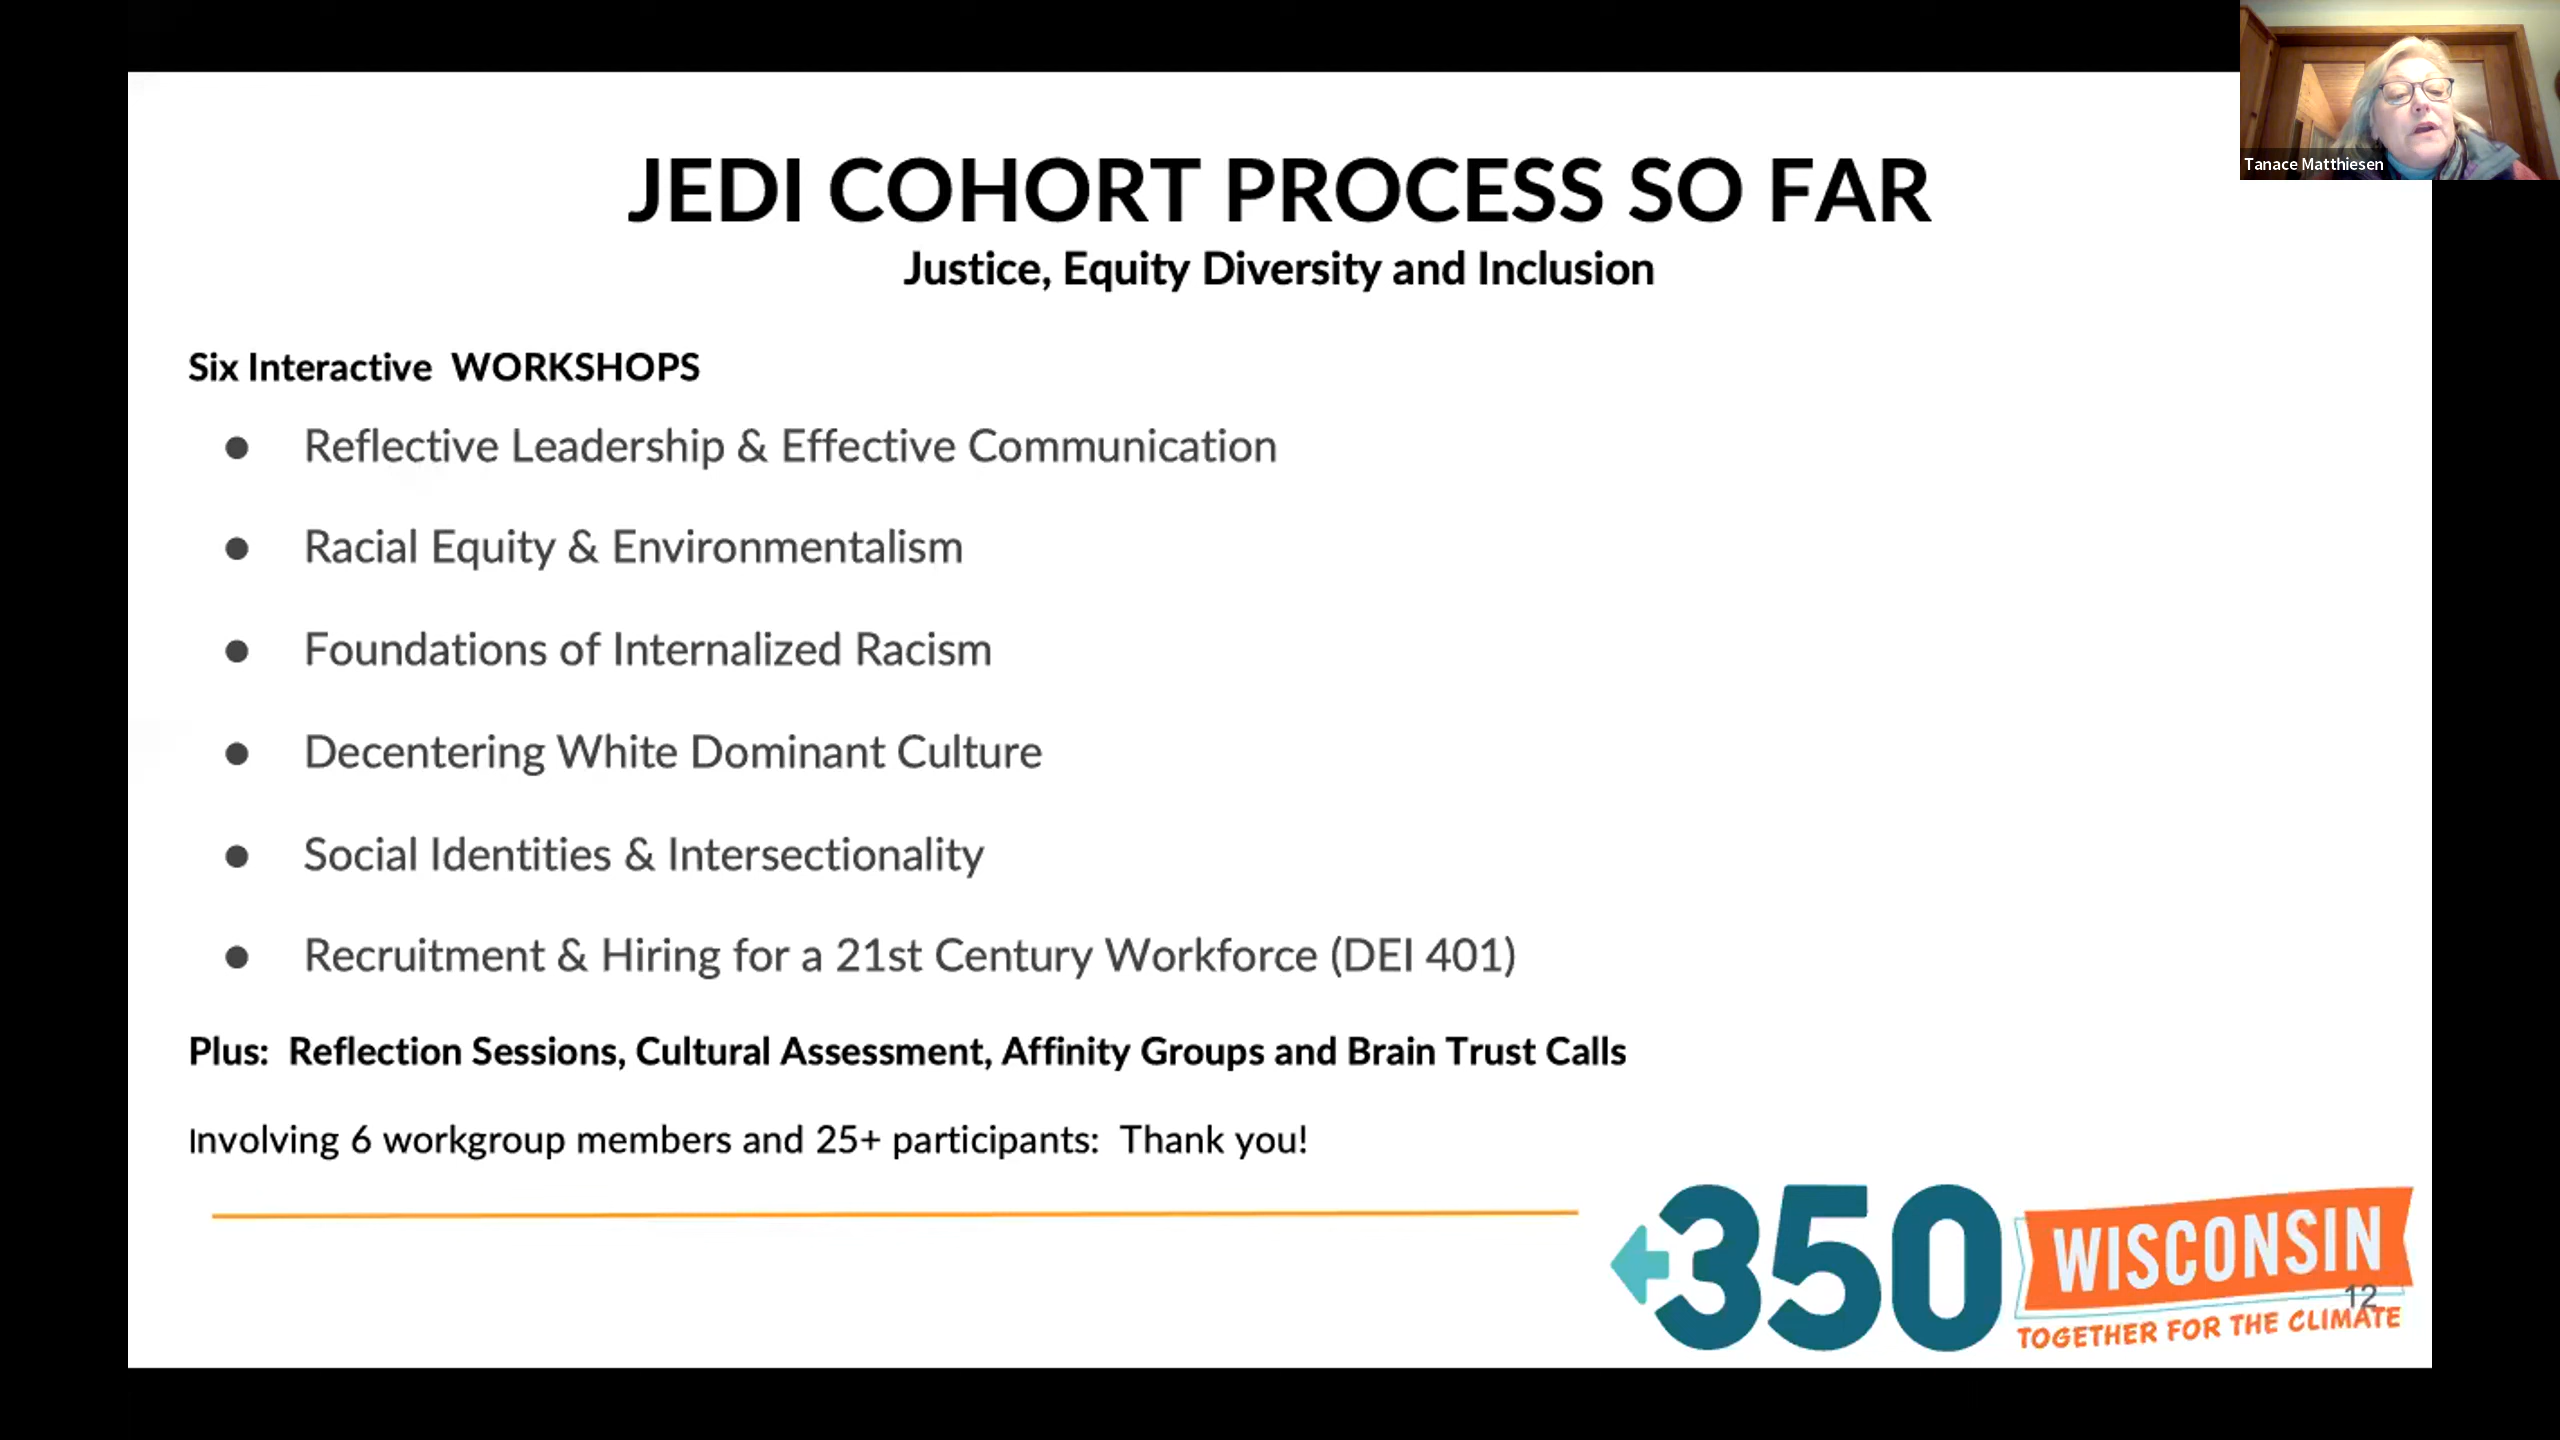 Tanace Matthiesen
JEDI COHORT PROCESS SO FAR
Justice, Equity Diversity and Inclusion
Six Interactive WORKSHOPS
● Reflective Leadership & Effective Communication
● Racial Equity & Environmentalism
● Foundations of Internalized Racism
● Decentering White Dominant Culture
● Social Identities & Intersectionality
● Recruitment & Hiring for a 21st Century Workforce (DEI 401)
Plus: Reflection Sessions, Cultural Assessment, Affinity Groups and Brain Trust Calls
Involving 6 workgroup members and 25+ participants: Thank you!
350 WISCONSIN
12
TOGETHER FOR THE CLIMATE